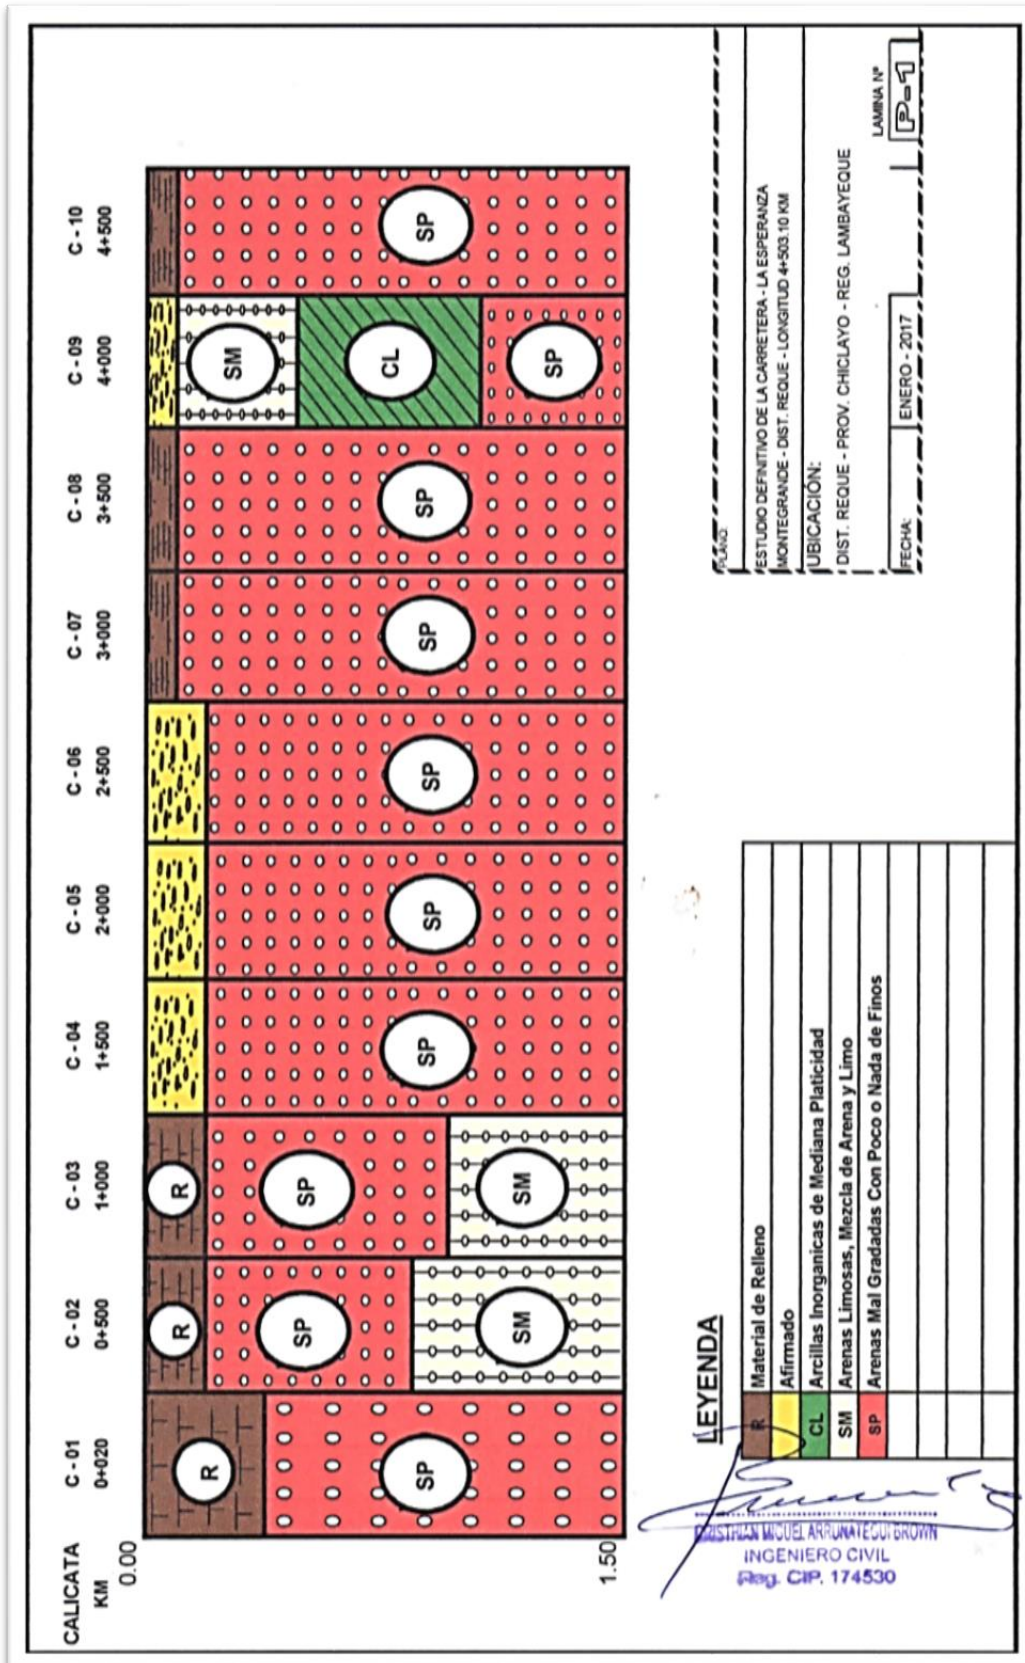 CALICATA C - 01 C - 02 C - 03 C - 04 C - 05 C - 06 C - 07 C - 08 C - 09 C - 10
KM 0+020 0+500 1+000 1+500 2+000 2+500 3+000 3+500 4+000 4+500
0.00
R R R
SP SP SP SP SP SP SP SP SM SP
CL
SM SM SP
1.50
LEYENDA
R Material de Relleno
Afirmado
CL Arcillas Inorganicas de Mediana Platicidad
SM Arenas Limosas, Mezcla de Arena y Limo
SP Arenas Mal Gradadas Con Poco o Nada de Finos
CRISTHIAN MIGUEL ARRUNATEGUI BROWN
INGENIERO CIVIL
Reg. CIP. 174530
PLANO:
ESTUDIO DEFINITIVO DE LA CARRETERA - LA ESPERANZA
MONTEGRANDE - DIST. REQUE - LONGITUD 4+503.10 KM
UBICACIÓN:
DIST. REQUE - PROV. CHICLAYO - REG. LAMBAYEQUE
LAMINA Nº
FECHA: ENERO - 2017 P-1